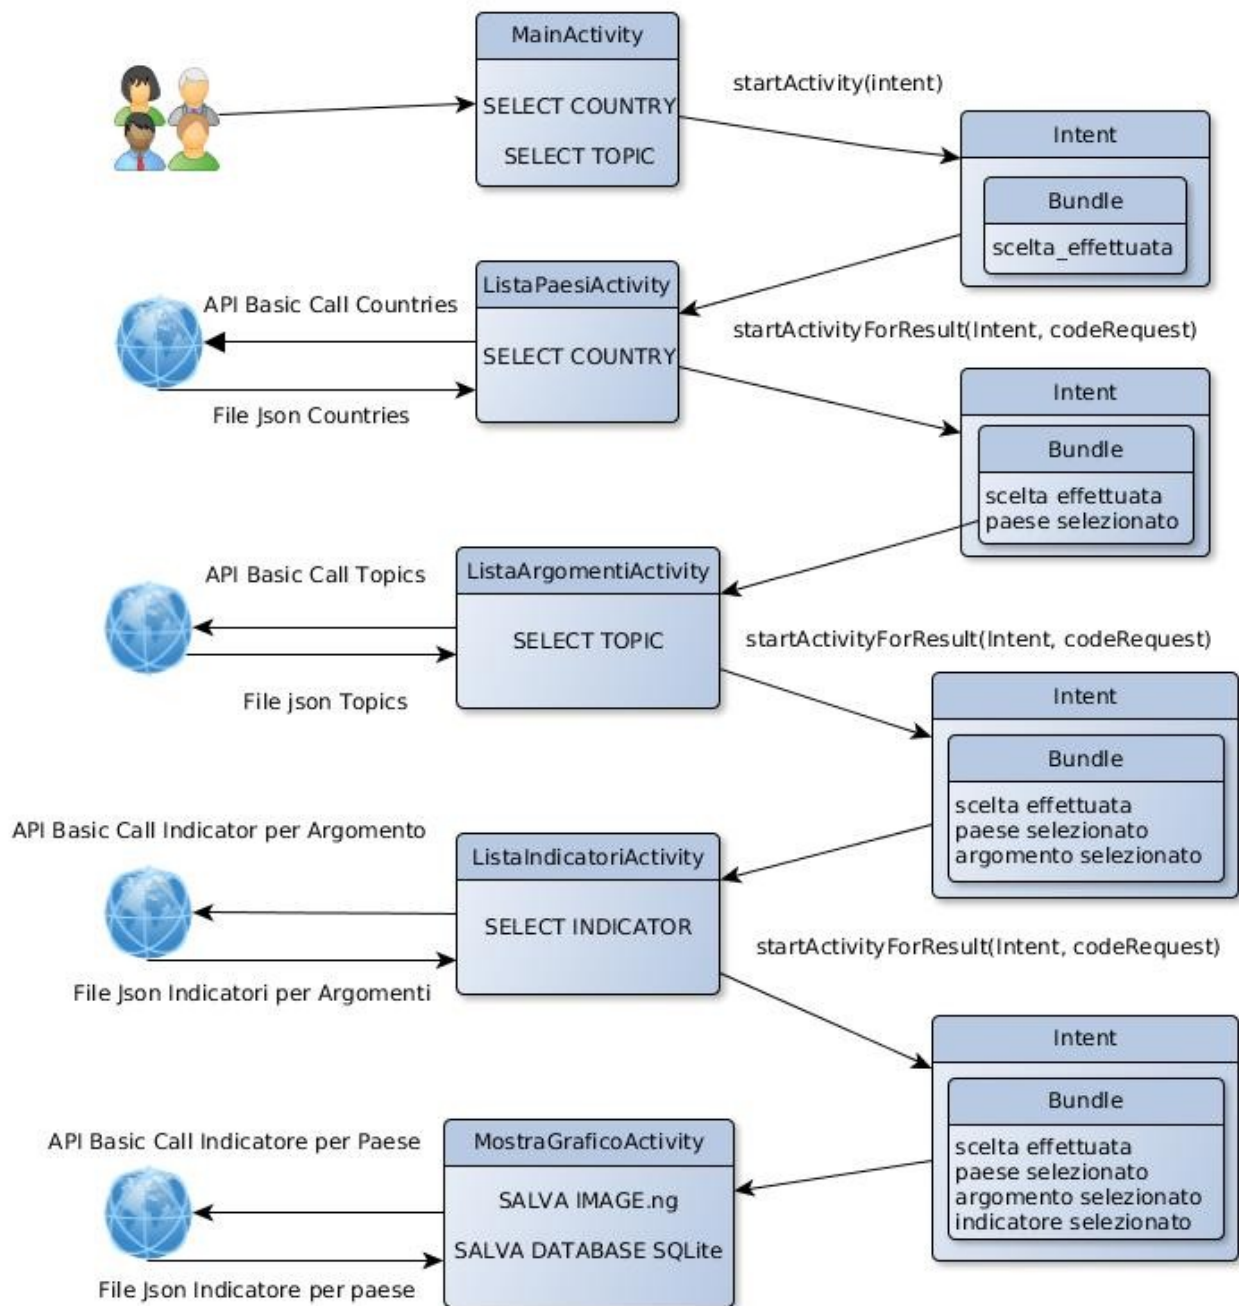 MainActivity
SELECT COUNTRY
SELECT TOPIC
startActivity(intent)
Intent
Bundle
scelta_effettuata
ListaPaesiActivity
SELECT COUNTRY
API Basic Call Countries
File Json Countries
startActivityForResult(Intent, codeRequest)
Intent
Bundle
scelta effettuata
paese selezionato
ListaArgomentiActivity
SELECT TOPIC
API Basic Call Topics
File json Topics
startActivityForResult(Intent, codeRequest)
Intent
Bundle
scelta effettuata
paese selezionato
argomento selezionato
API Basic Call Indicator per Argomento
ListaIndicatoriActivity
SELECT INDICATOR
File Json Indicatori per Argomenti
startActivityForResult(Intent, codeRequest)
Intent
Bundle
scelta effettuata
paese selezionato
argomento selezionato
indicatore selezionato
API Basic Call Indicatore per Paese
MostraGraficoActivity
SALVA IMAGE.ng
SALVA DATABASE SQLite
File Json Indicatore per paese